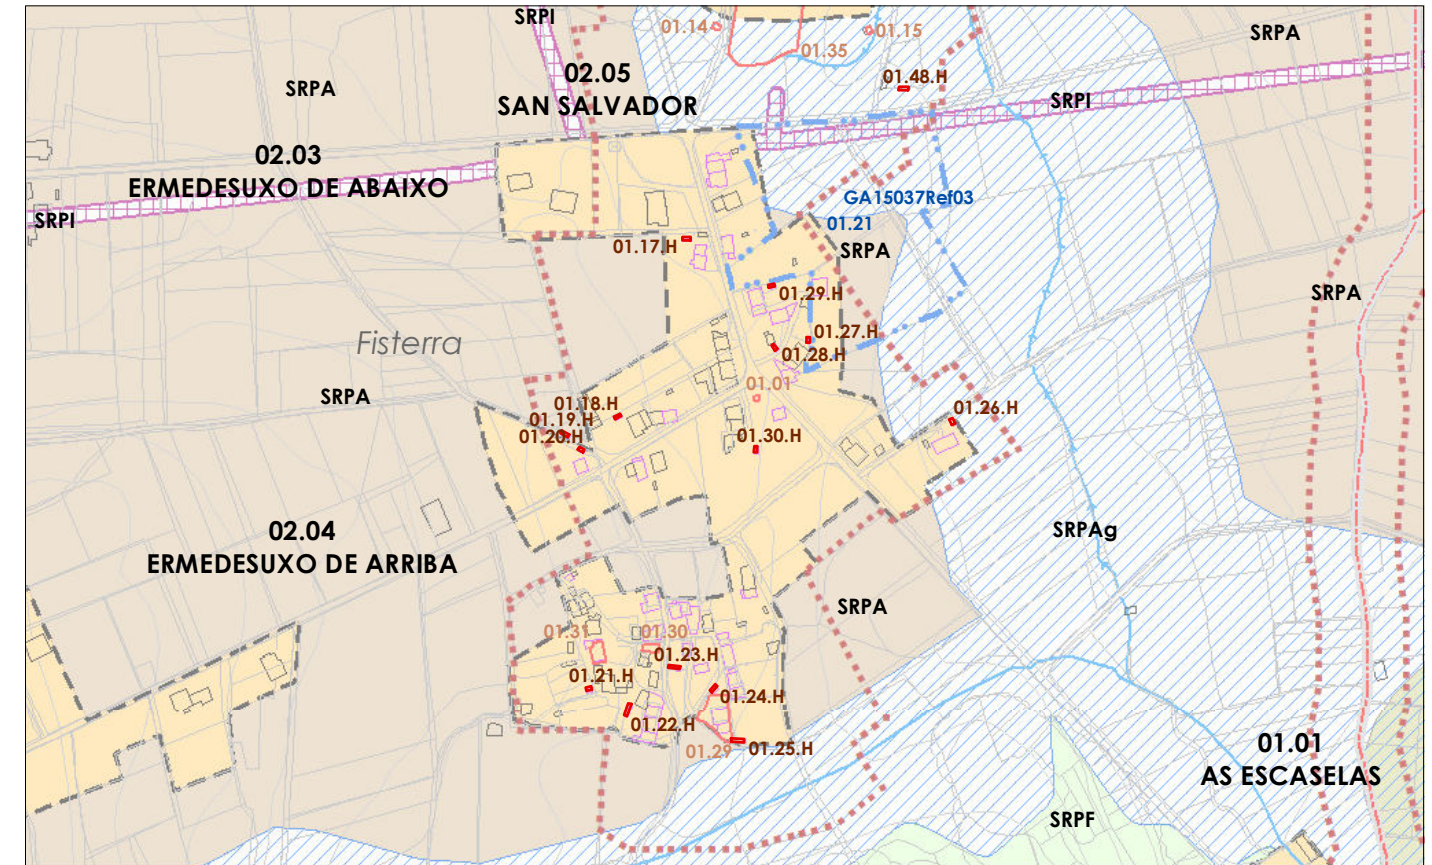 SRPI
01.14
01.15
SRPA
01.35
02.05
SAN SALVADOR
01.48.H
SRPA
SRPI
02.03
ERMEDESUXO DE ABAIXO
GA15037Ref03
SRPI
01.21
01.17.H
SRPA
01.29.H
SRPA
Fisterra
01.27.H
01.28.H
01.01
SRPA
01.18.H
01.26.H
01.19.H
01.20.H
01.30.H
02.04
ERMEDESUXO DE ARRIBA
SRPAg
SRPA
01.31
01.30
01.23.H
01.21.H
01.24.H
01.22.H
01.29
01.25.H
01.01
AS ESCASELAS
SRPF